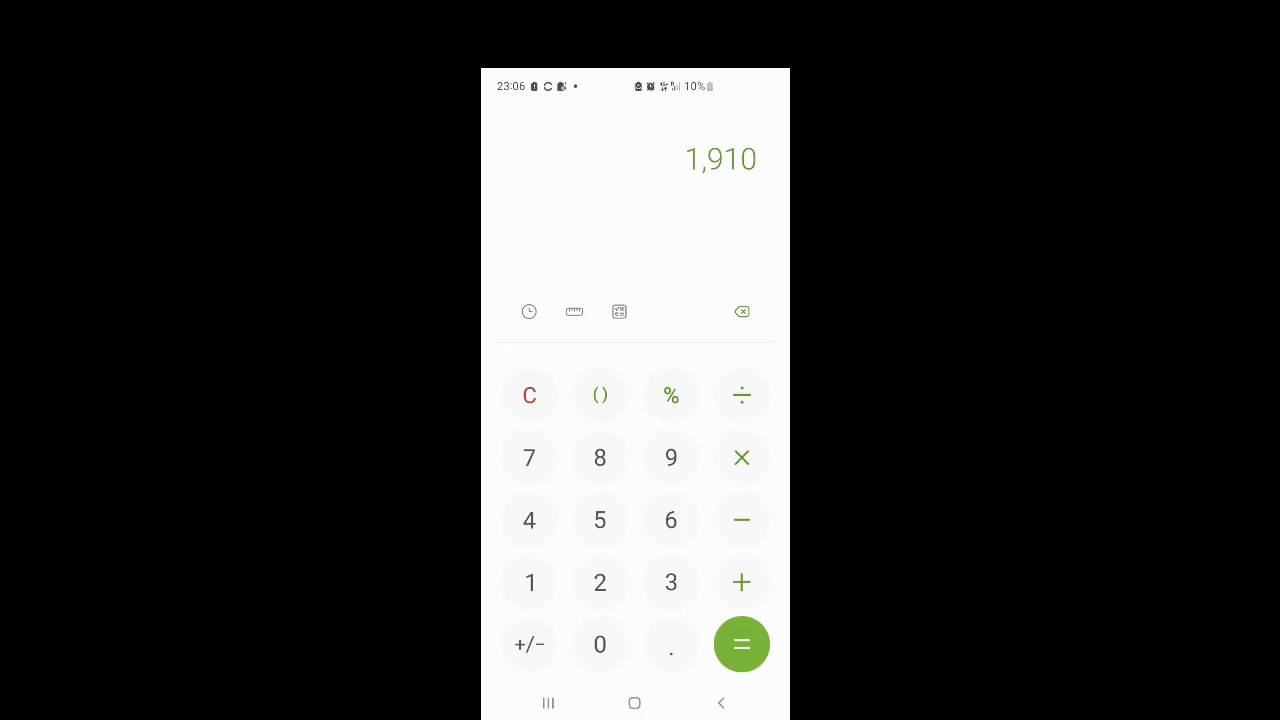 23:06 10%
1,910
C () % ÷
7 8 9 ×
4 5 6 −
1 2 3 +
+/− 0 . =